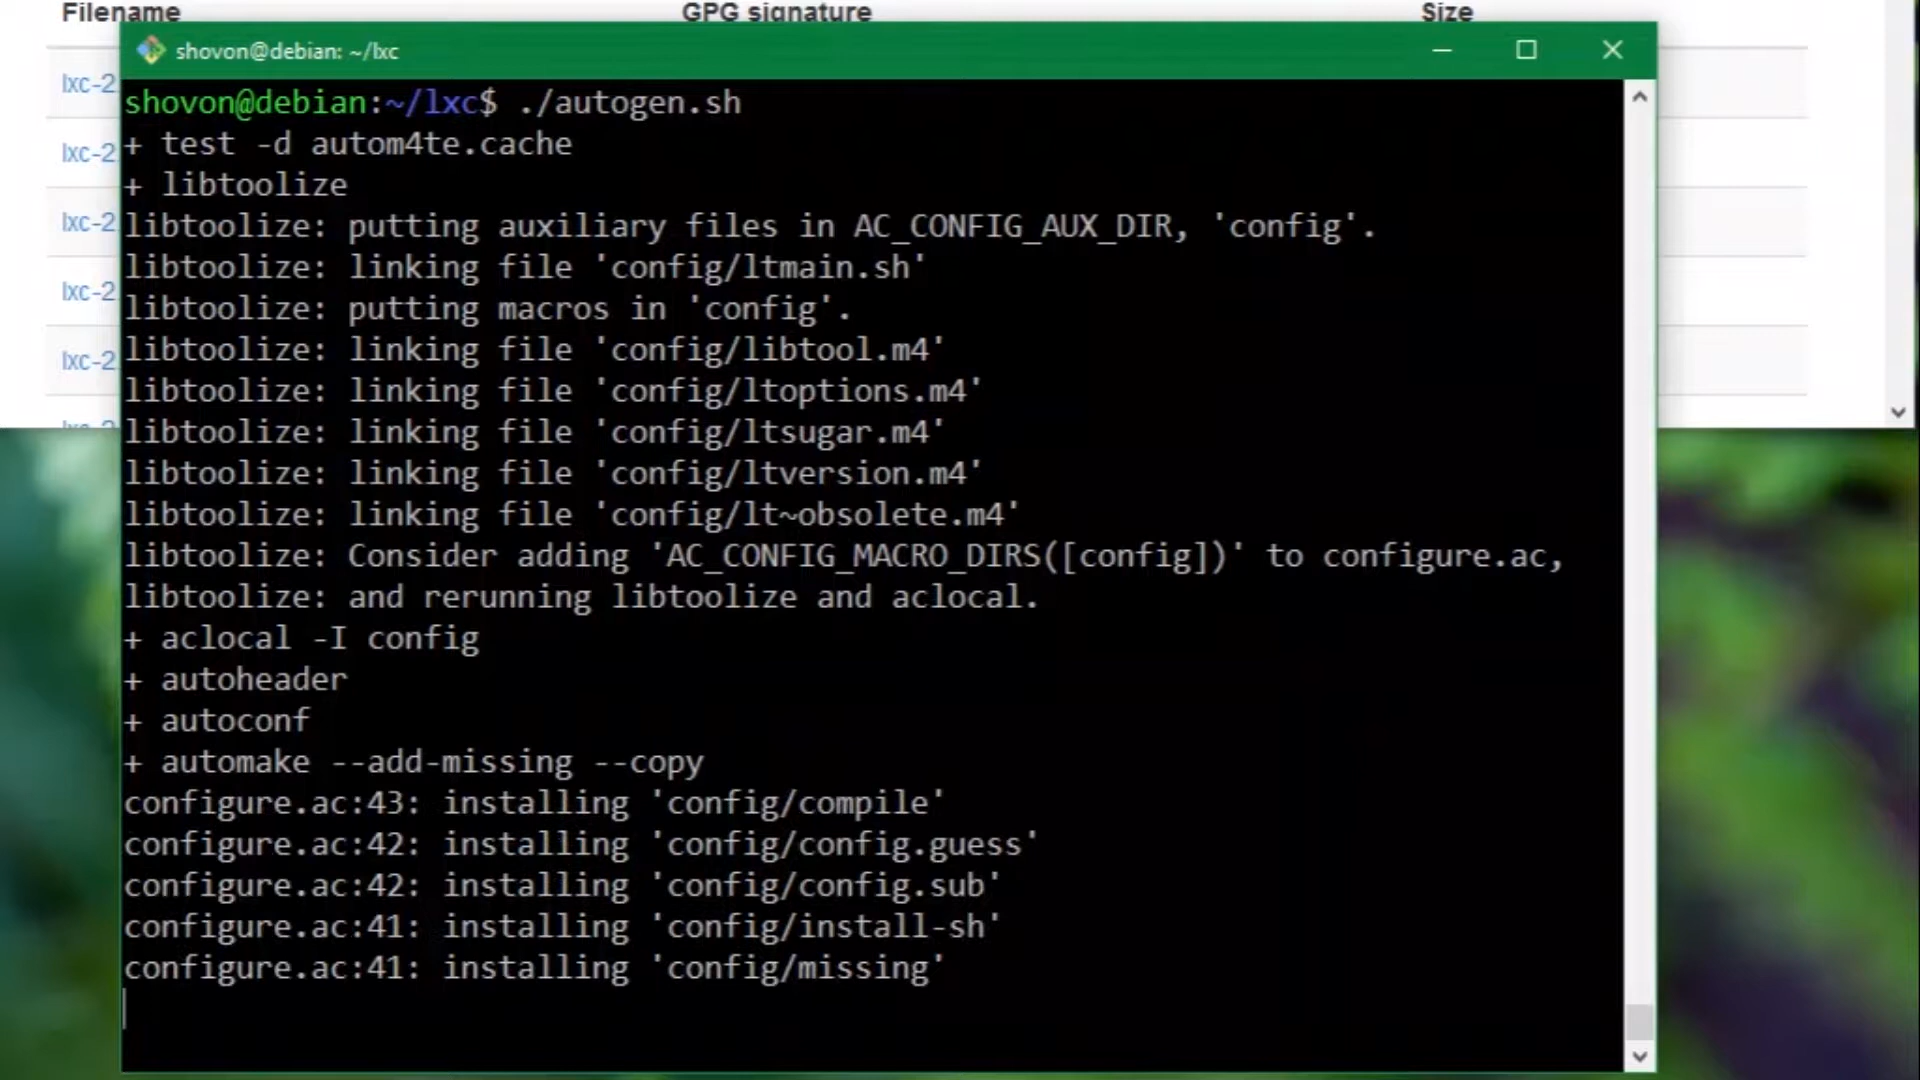 Filename GPG signature Size
shovon@debian: ~/lxc
lxc-2
lxc-2
lxc-2
lxc-2
lxc-2
lxc-2
shovon@debian:~/lxc$ ./autogen.sh
+ test -d autom4te.cache
+ libtoolize
libtoolize: putting auxiliary files in AC_CONFIG_AUX_DIR, 'config'.
libtoolize: linking file 'config/ltmain.sh'
libtoolize: putting macros in 'config'.
libtoolize: linking file 'config/libtool.m4'
libtoolize: linking file 'config/ltoptions.m4'
libtoolize: linking file 'config/ltsugar.m4'
libtoolize: linking file 'config/ltversion.m4'
libtoolize: linking file 'config/lt~obsolete.m4'
libtoolize: Consider adding 'AC_CONFIG_MACRO_DIRS([config])' to configure.ac,
libtoolize: and rerunning libtoolize and aclocal.
+ aclocal -I config
+ autoheader
+ autoconf
+ automake --add-missing --copy
configure.ac:43: installing 'config/compile'
configure.ac:42: installing 'config/config.guess'
configure.ac:42: installing 'config/config.sub'
configure.ac:41: installing 'config/install-sh'
configure.ac:41: installing 'config/missing'